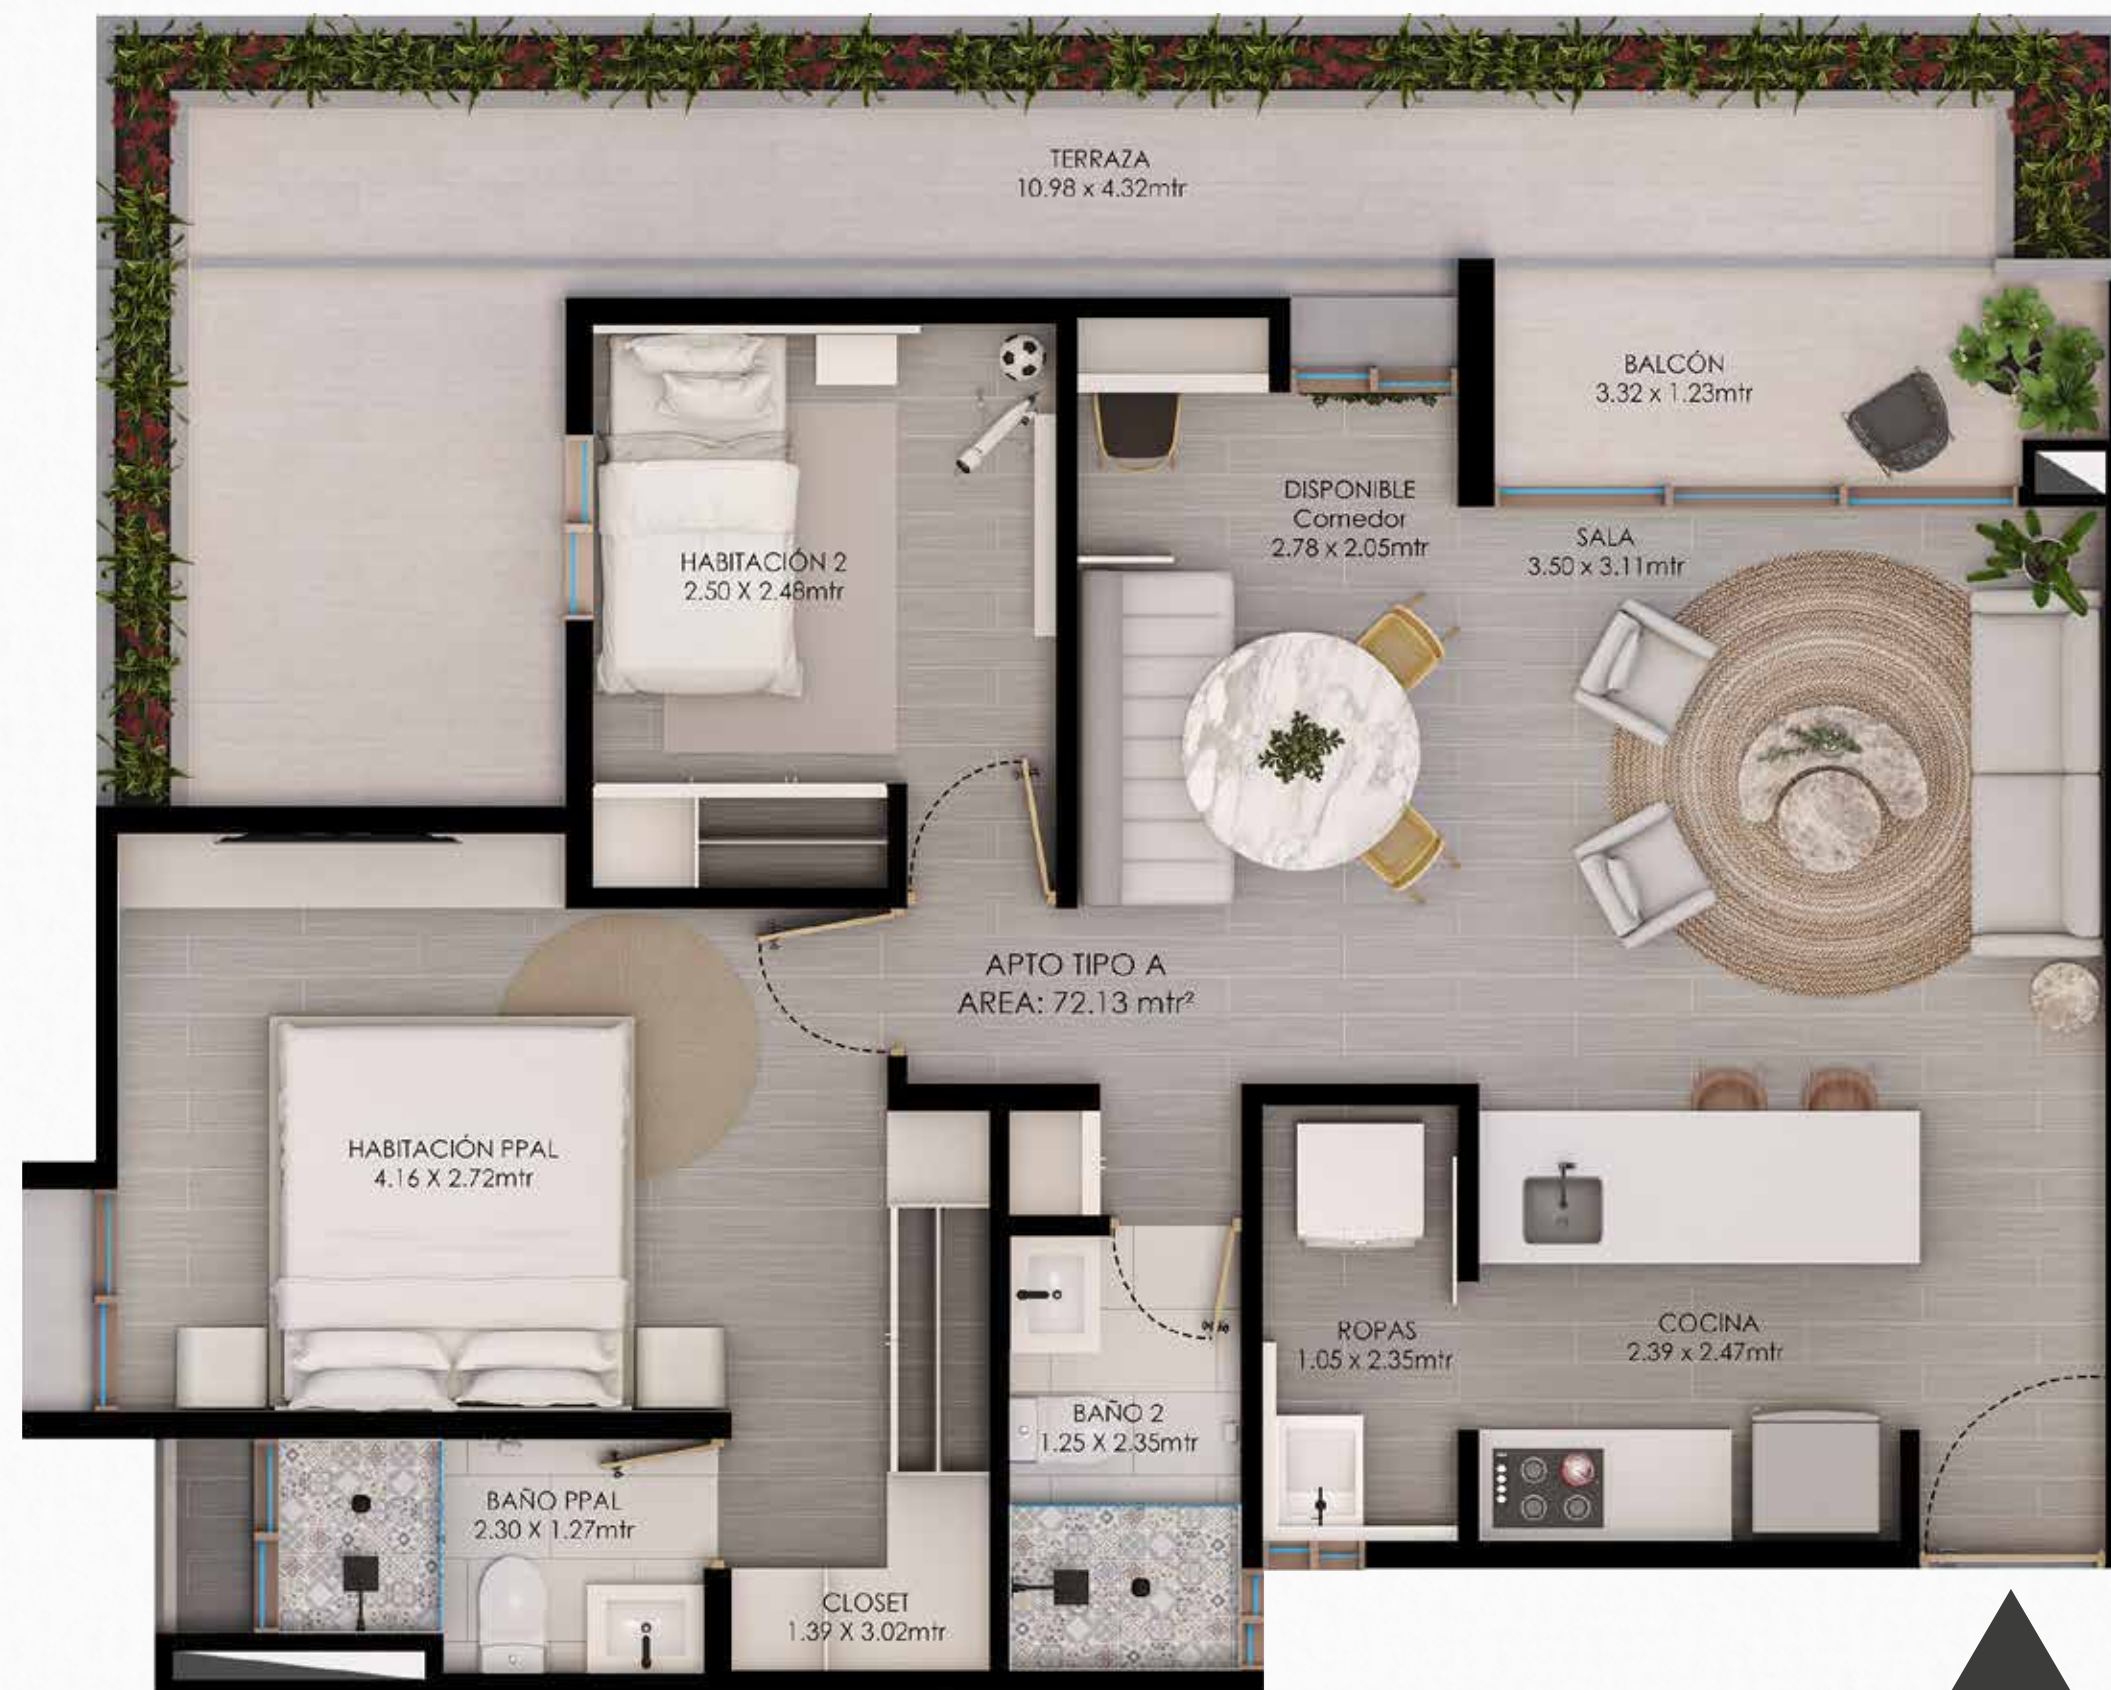 TERRAZA
10.98 x 4.32mtr
BALCÓN
3.32 x 1.23mtr
DISPONIBLE
Comedor
2.78 x 2.05mtr
SALA
3.50 x 3.11mtr
HABITACIÓN 2
2.50 X 2.48mtr
APTO TIPO A
AREA: 72.13 mtr²
HABITACIÓN PPAL
4.16 X 2.72mtr
ROPAS
1.05 x 2.35mtr
COCINA
2.39 x 2.47mtr
BAÑO 2
1.25 X 2.35mtr
BAÑO PPAL
2.30 X 1.27mtr
CLOSET
1.39 X 3.02mtr